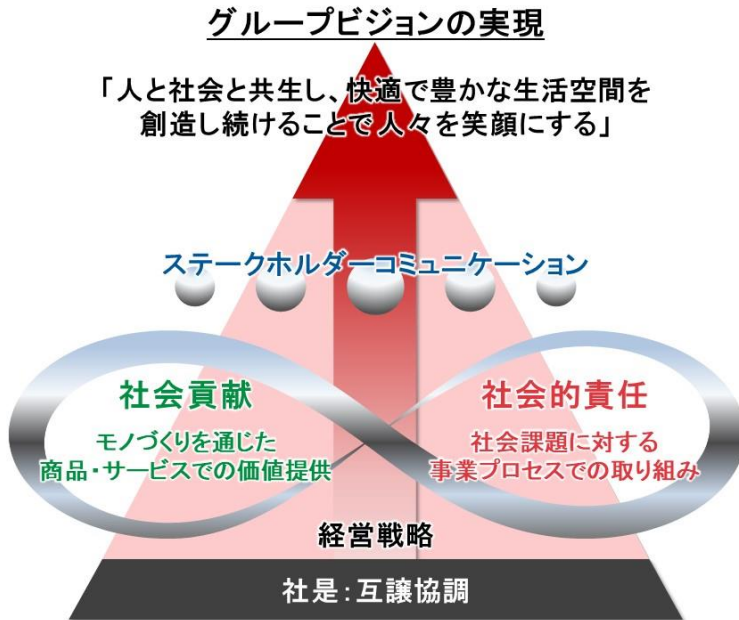 グループビジョンの実現
「人と社会と共生し、快適で豊かな生活空間を
創造し続けることで人々を笑顔にする」
ステークホルダーコミュニケーション
社会貢献
モノづくりを通じた
商品・サービスでの価値提供
社会的責任
社会課題に対する
事業プロセスでの取り組み
経営戦略
社是:互譲協調